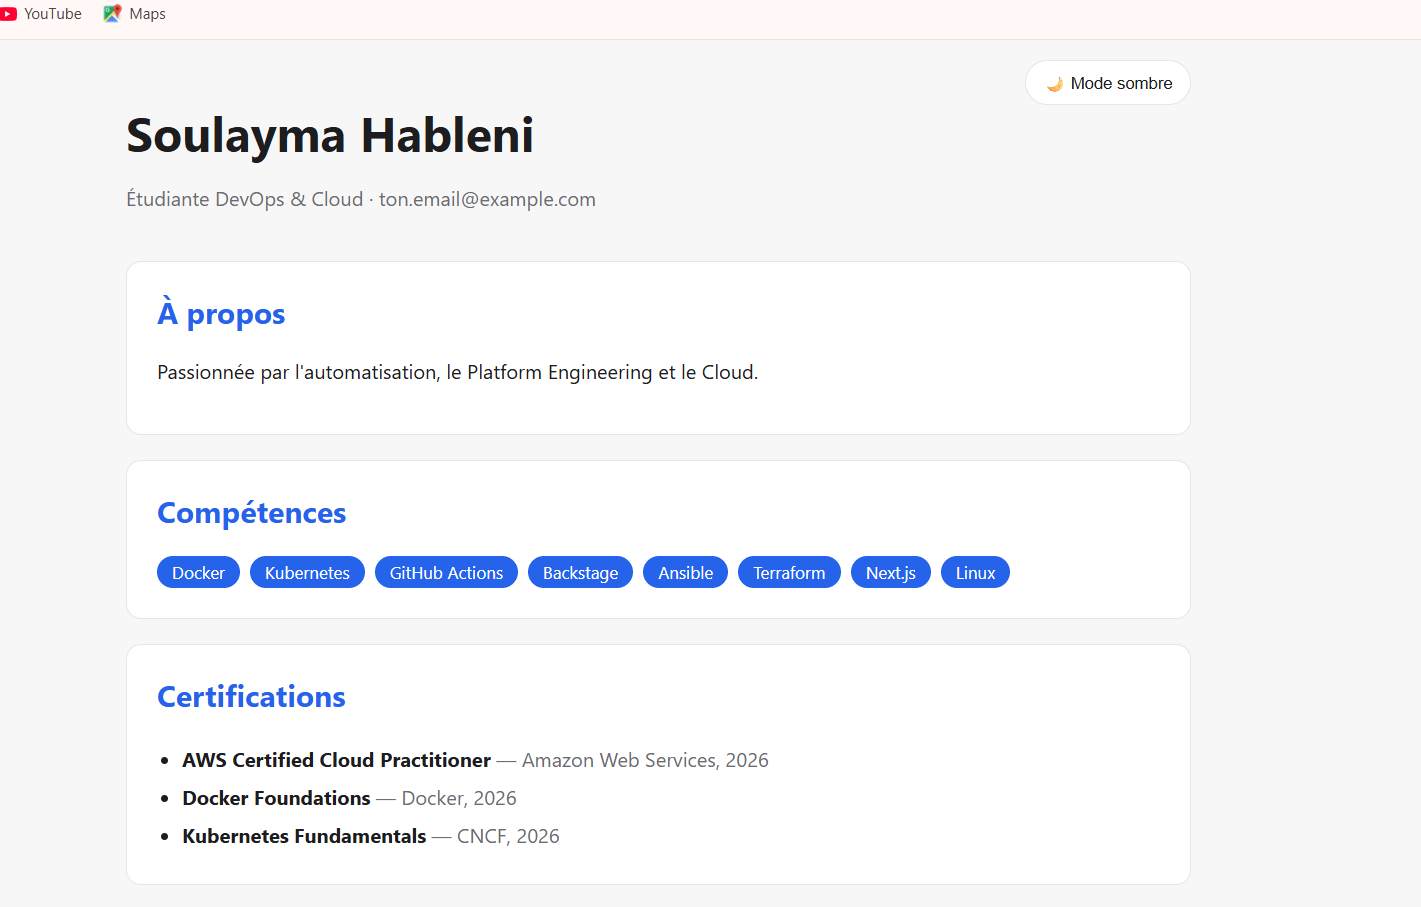 YouTube Maps
Mode sombre
Soulayma Hableni
Étudiante DevOps & Cloud · ton.email@example.com
À propos
Passionnée par l'automatisation, le Platform Engineering et le Cloud.
Compétences
Docker Kubernetes GitHub Actions Backstage Ansible Terraform Next.js Linux
Certifications
• AWS Certified Cloud Practitioner — Amazon Web Services, 2026
• Docker Foundations — Docker, 2026
• Kubernetes Fundamentals — CNCF, 2026